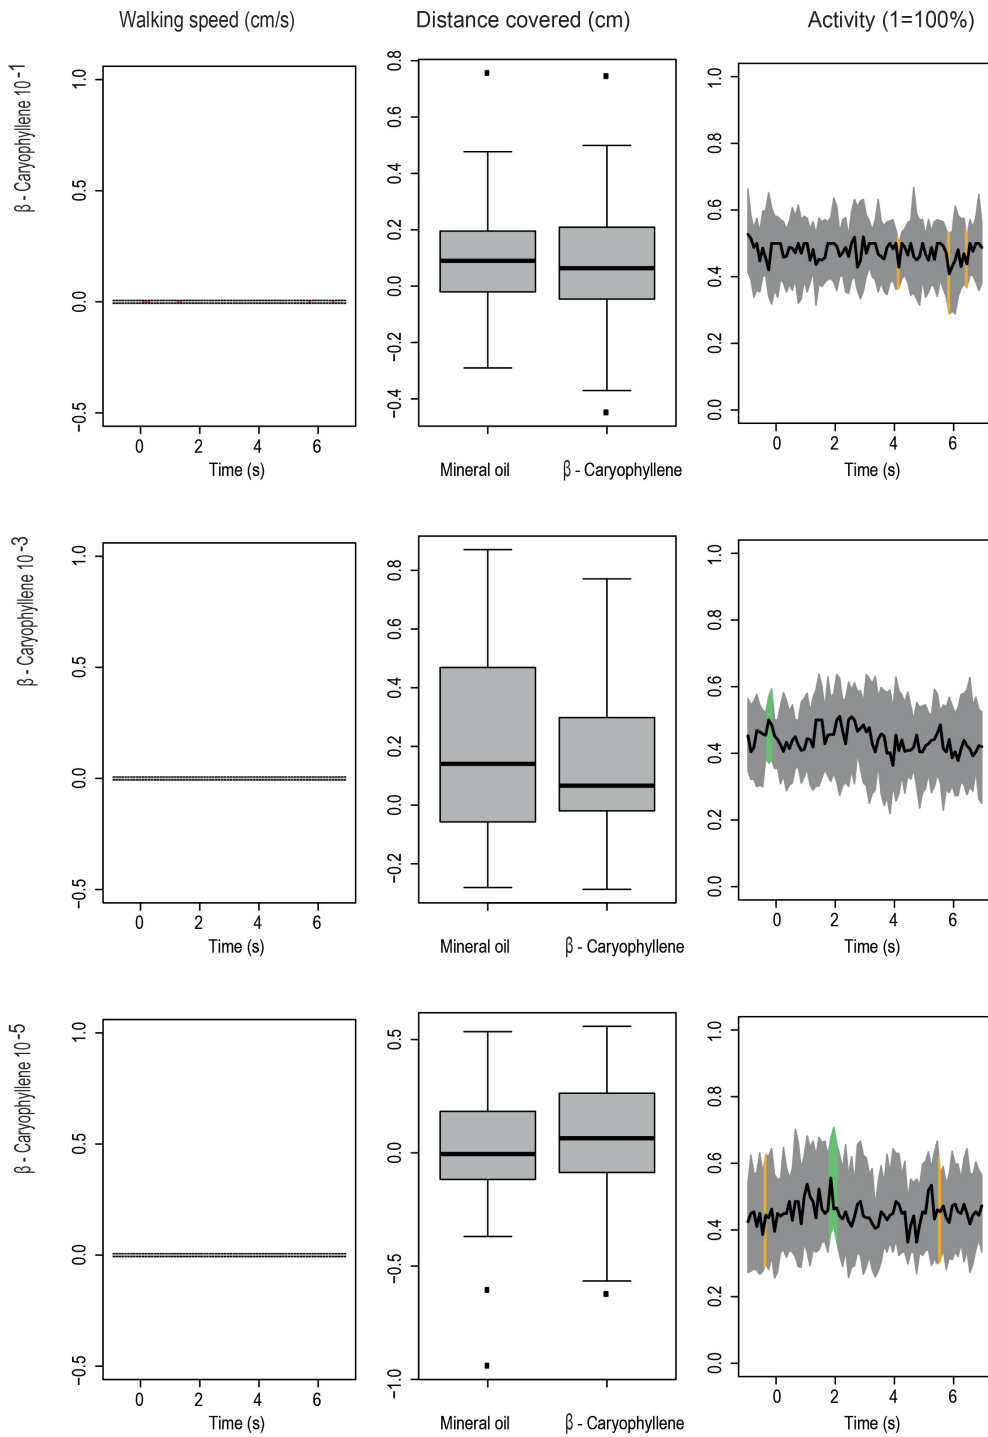 Walking speed (cm/s) Distance covered (cm) Activity (1=100%)
β - Caryophyllene 10-1
1.0 0.5 0.0 -0.5
0 2 4 6
Time (s)
0.8 0.6 0.4 0.2 0.0 -0.2 -0.4
Mineral oil β - Caryophyllene
1.0 0.8 0.6 0.4 0.2 0.0
0 2 4 6
Time (s)
β - Caryophyllene 10-3
1.0 0.5 0.0 -0.5
0 2 4 6
Time (s)
0.8 0.6 0.4 0.2 0.0 -0.2
Mineral oil β - Caryophyllene
1.0 0.8 0.6 0.4 0.2 0.0
0 2 4 6
Time (s)
β - Caryophyllene 10-5
1.0 0.5 0.0 -0.5
0 2 4 6
Time (s)
0.5 0.0 -0.5 -1.0
Mineral oil β - Caryophyllene
1.0 0.8 0.6 0.4 0.2 0.0
0 2 4 6
Time (s)